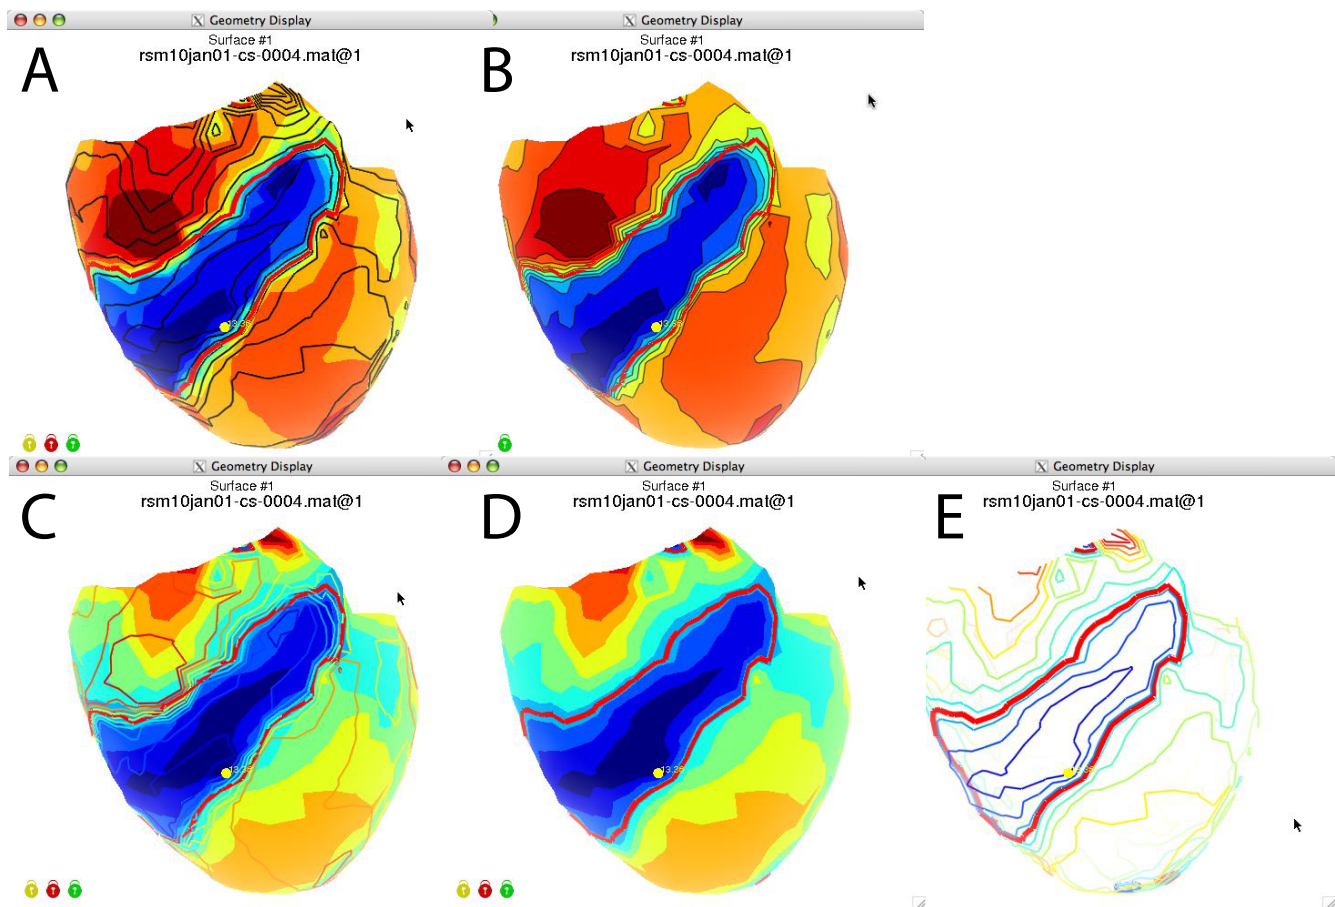 Geometry Display
Geometry Display
A
Surface #1
rsm10jan01-cs-0004.mat@1
B
Surface #1
rsm10jan01-cs-0004.mat@1
Geometry Display
Geometry Display
Geometry Display
C
Surface #1
rsm10jan01-cs-0004.mat@1
D
Surface #1
rsm10jan01-cs-0004.mat@1
E
Surface #1
rsm10jan01-cs-0004.mat@1